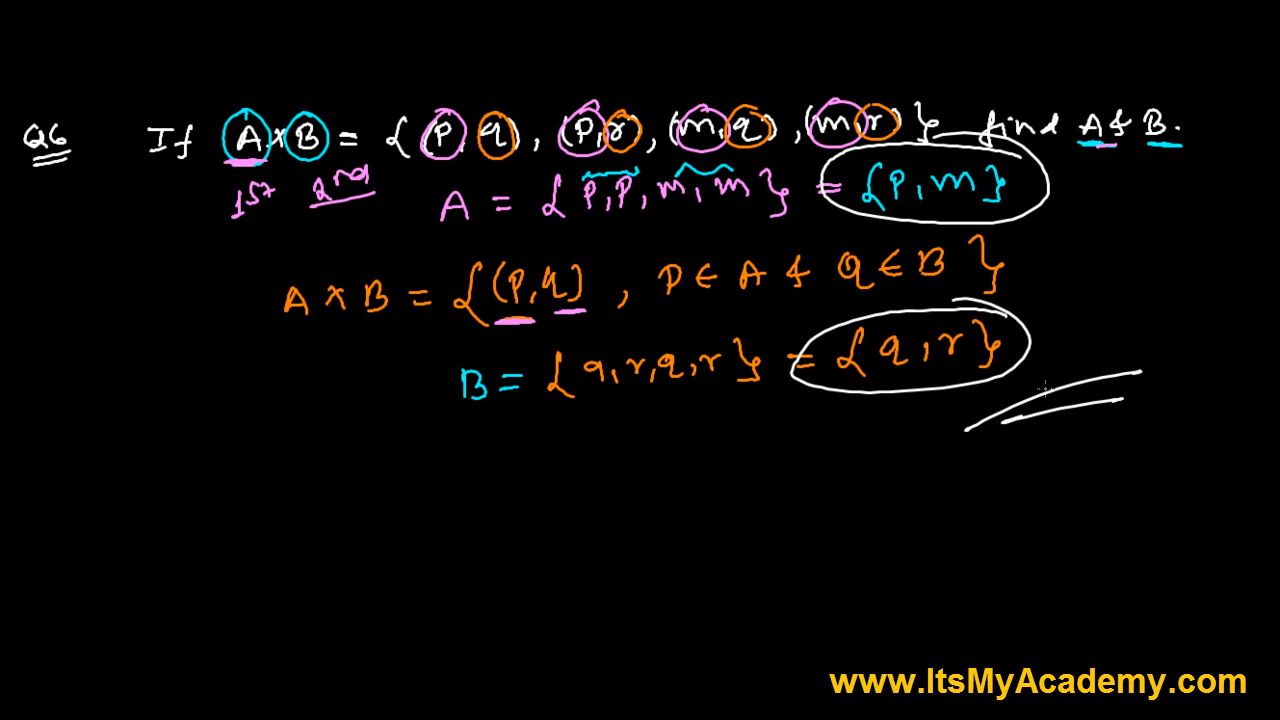 Q6 If A×B = {(P,q), (P,r), (m,q), (m,r)} find A & B.
1st 2nd A = {P,P,m,m} = {P,m}
A × B = {(P,q), P ∈ A & Q ∈ B}
B = {q,r,q,r} = {q,r}
www.ItsMyAcademy.com